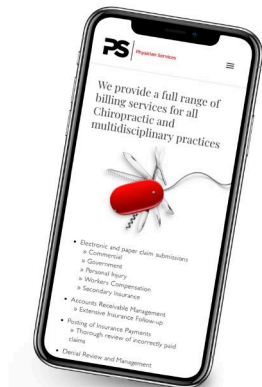 PS
Physician Services
We provide a full range of
billing services for all
Chiropractic and
multidisciplinary practices
• Electronic and paper claim submissions
» Commercial
» Government
» Personal Injury
» Workers Compensation
» Secondary Insurance
• Accounts Receivable Management
» Extensive Insurance Follow-up
• Posting of Insurance Payments
» Thorough review of incorrectly paid
claims
• Denial Review and Management